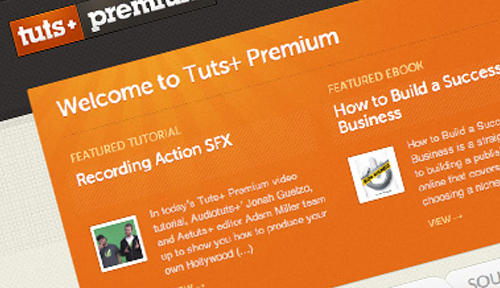 tuts+ premium
Welcome to Tuts+ Premium
FEATURED TUTORIAL
Recording Action SFX
In today's Tuts+ Premium video
tutorial, Audiotuts+' Jonah Guelzo,
and Aetuts+ editor Adam Miller team
up to show you how to produce your
own Hollywood (...)
VIEW
FEATURED EBOOK
How to Build a Success
Business
How to Build a Succ
Business is a straig
to building a publis
online that covers
choosing a niche
VIEW →
SOU